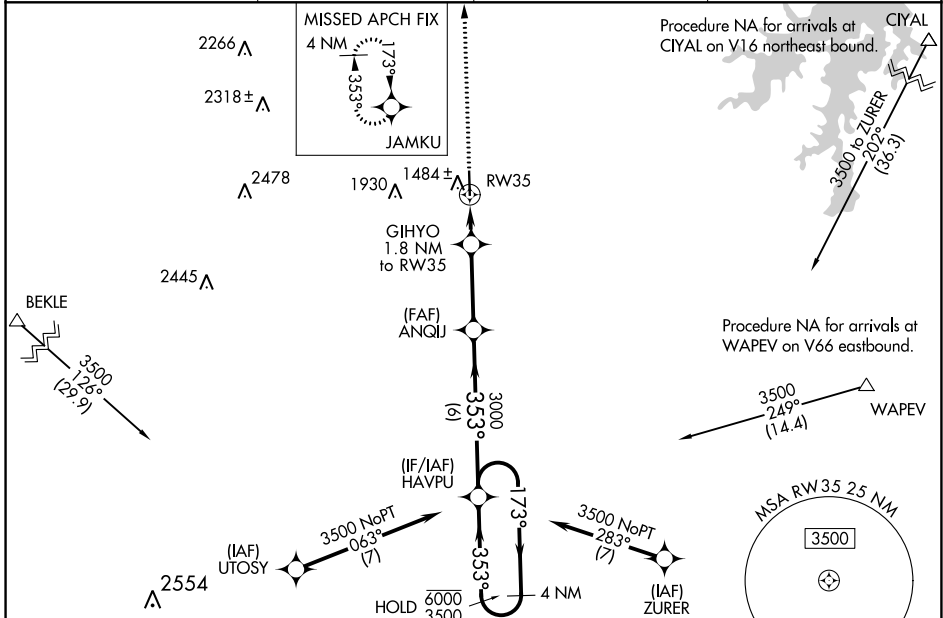 MISSED APCH FIX
4 NM
173°
353°
JAMKU
Procedure NA for arrivals at
CIYAL on V16 northeast bound.
CIYAL
3500 to ZURER
202°
(36.3)
2266
2318 ±
2478
1930
1484 ±
RW35
GIHYO
1.8 NM
to RW35
2445
BEKLE
3500
126°
(29.9)
(FAF)
ANQIJ
Procedure NA for arrivals at
WAPEV on V66 eastbound.
3500
249°
(14.4)
WAPEV
3000
353°
(6)
(IF/IAF)
HAVPU
173°
353°
HOLD
6000
3500
4 NM
3500 NoPT
063°
(7)
(IAF)
UTOSY
2554
3500 NoPT
283°
(7)
(IAF)
ZURER
MSA RW35 25 NM
3500